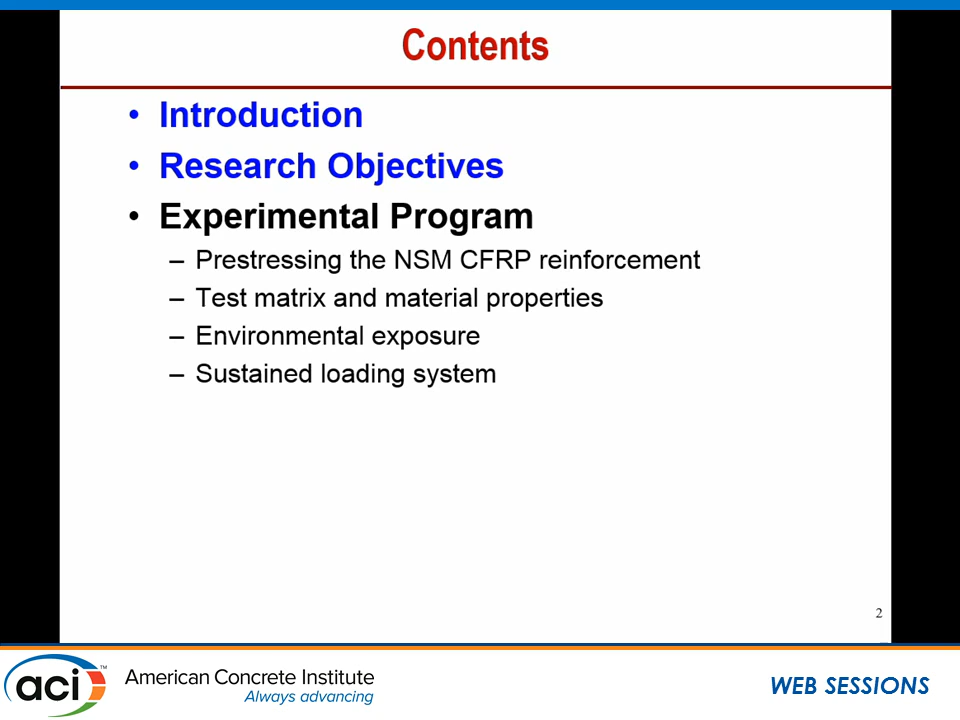 Contents
• Introduction
• Research Objectives
• Experimental Program
– Prestressing the NSM CFRP reinforcement
– Test matrix and material properties
– Environmental exposure
– Sustained loading system
2
aci™
American Concrete Institute
Always advancing
WEB SESSIONS